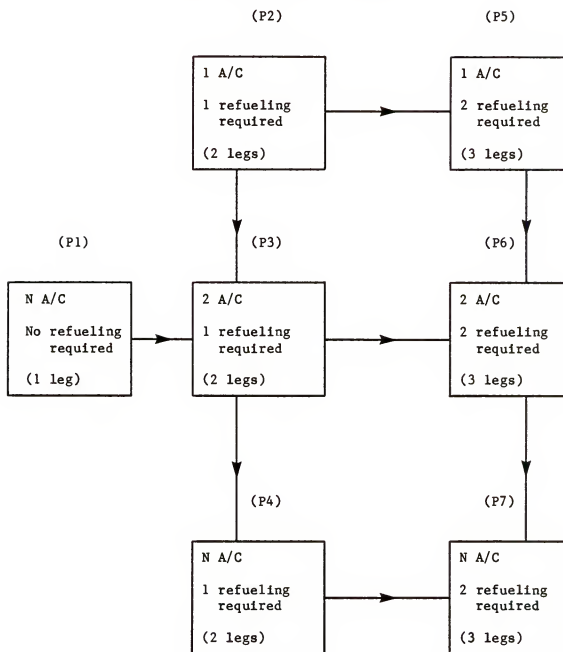 (P2)
(P5)
1 A/C
1 refueling
required
(2 legs)
1 A/C
2 refueling
required
(3 legs)
(P1)
(P3)
(P6)
N A/C
No refueling
required
(1 leg)
2 A/C
1 refueling
required
(2 legs)
2 A/C
2 refueling
required
(3 legs)
(P4)
(P7)
N A/C
1 refueling
required
(2 legs)
N A/C
2 refueling
required
(3 legs)